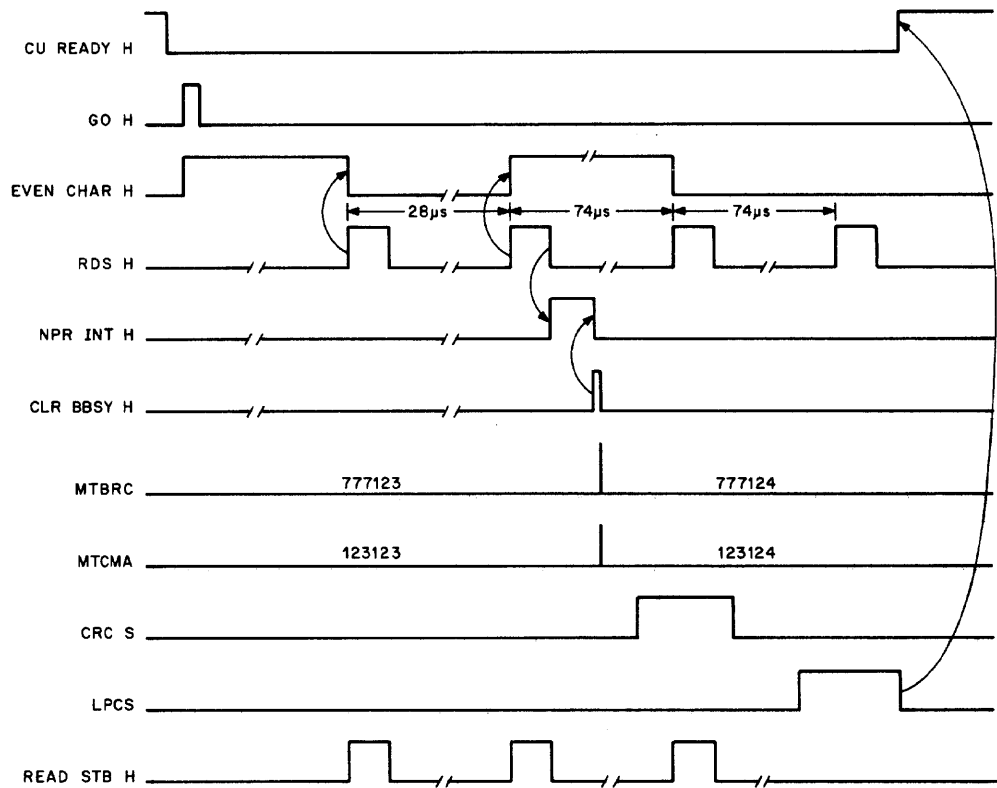 CU READY H
GO H
EVEN CHAR H
28μs 74μs 74μs
RDS H
NPR INT H
CLR BBSY H
MTBRC 777123 777124
MTCMA 123123 123124
CRC S
LPCS
READ STB H